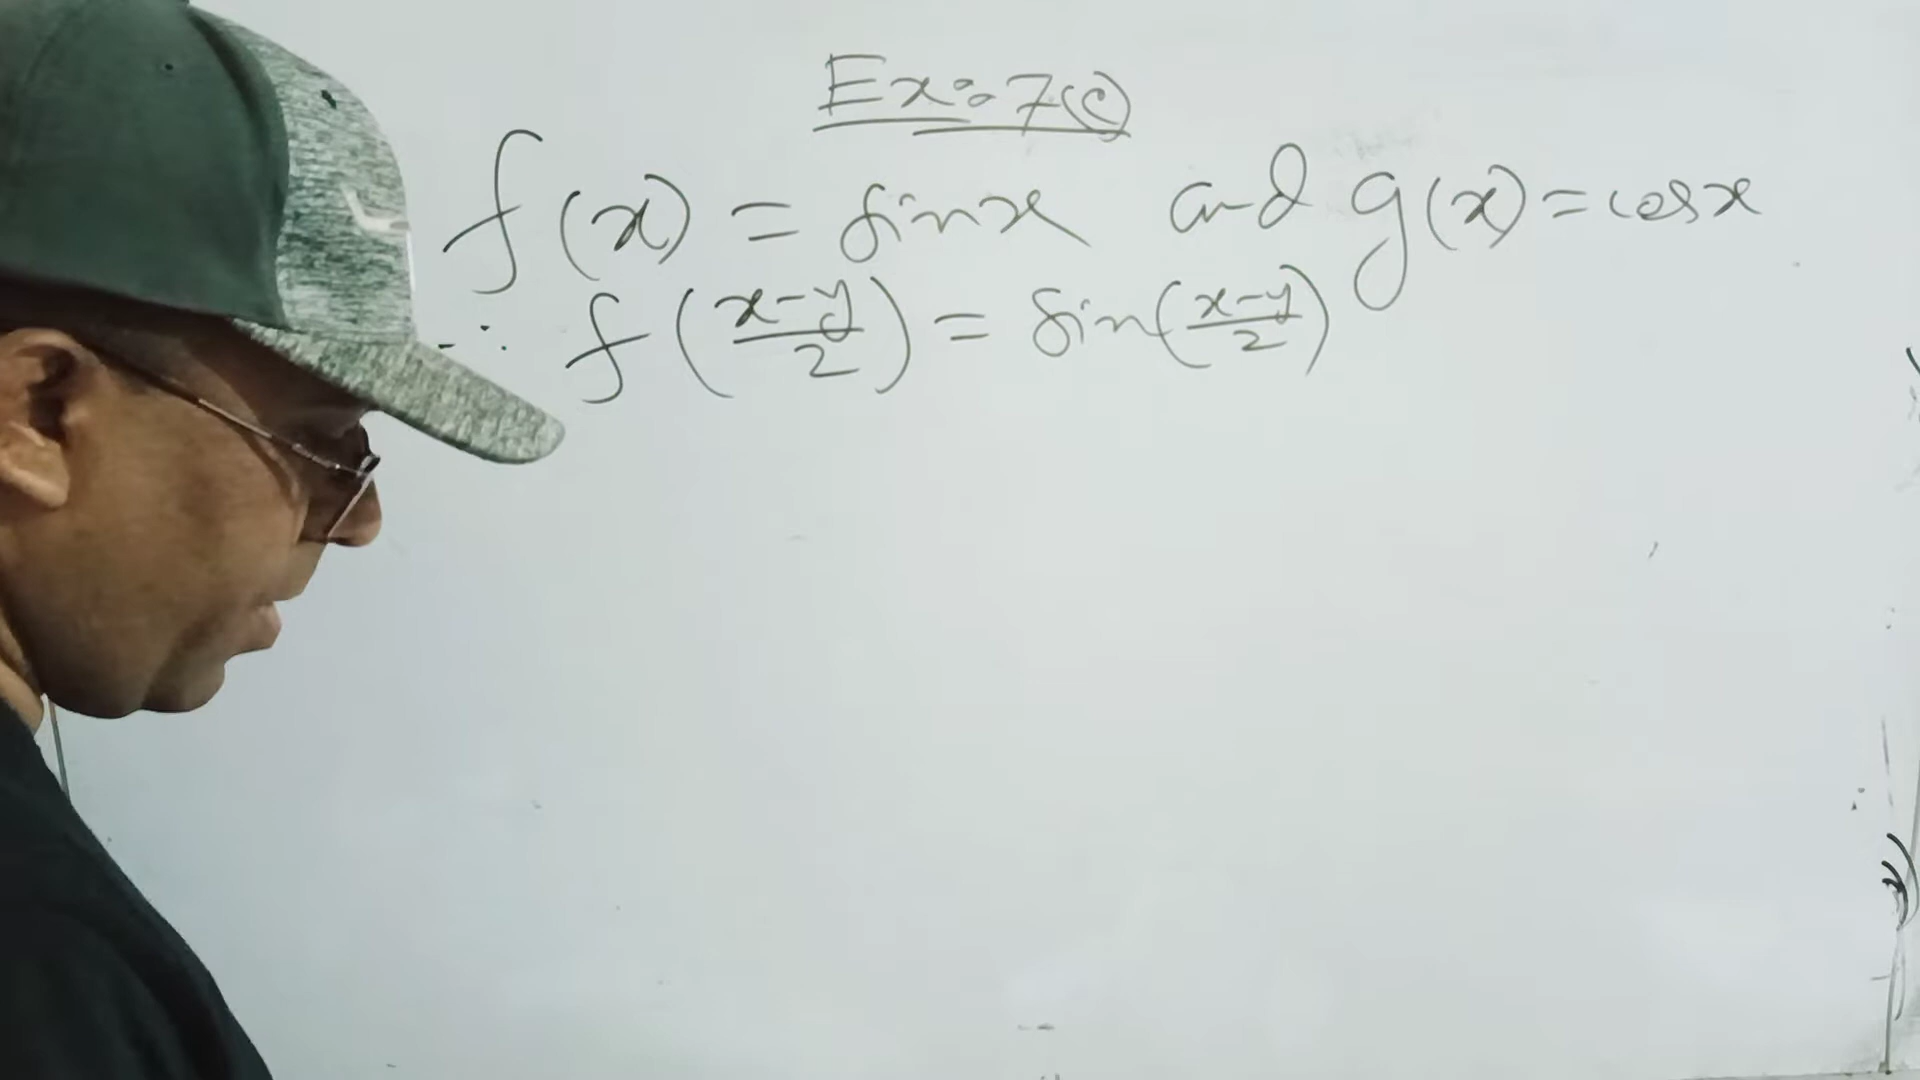 Ex: 7(c)
f(x) = sinx and g(x) = cosx
∴ f((x-y)/2) = sin((x-y)/2)